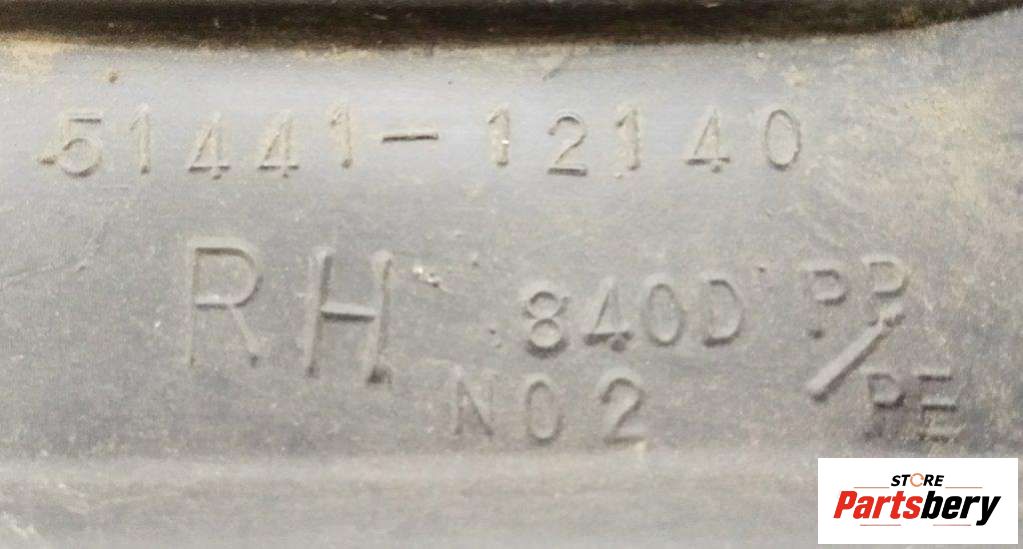 51441-12140
RH 840D PP/PE
N02
STORE
Partsbery